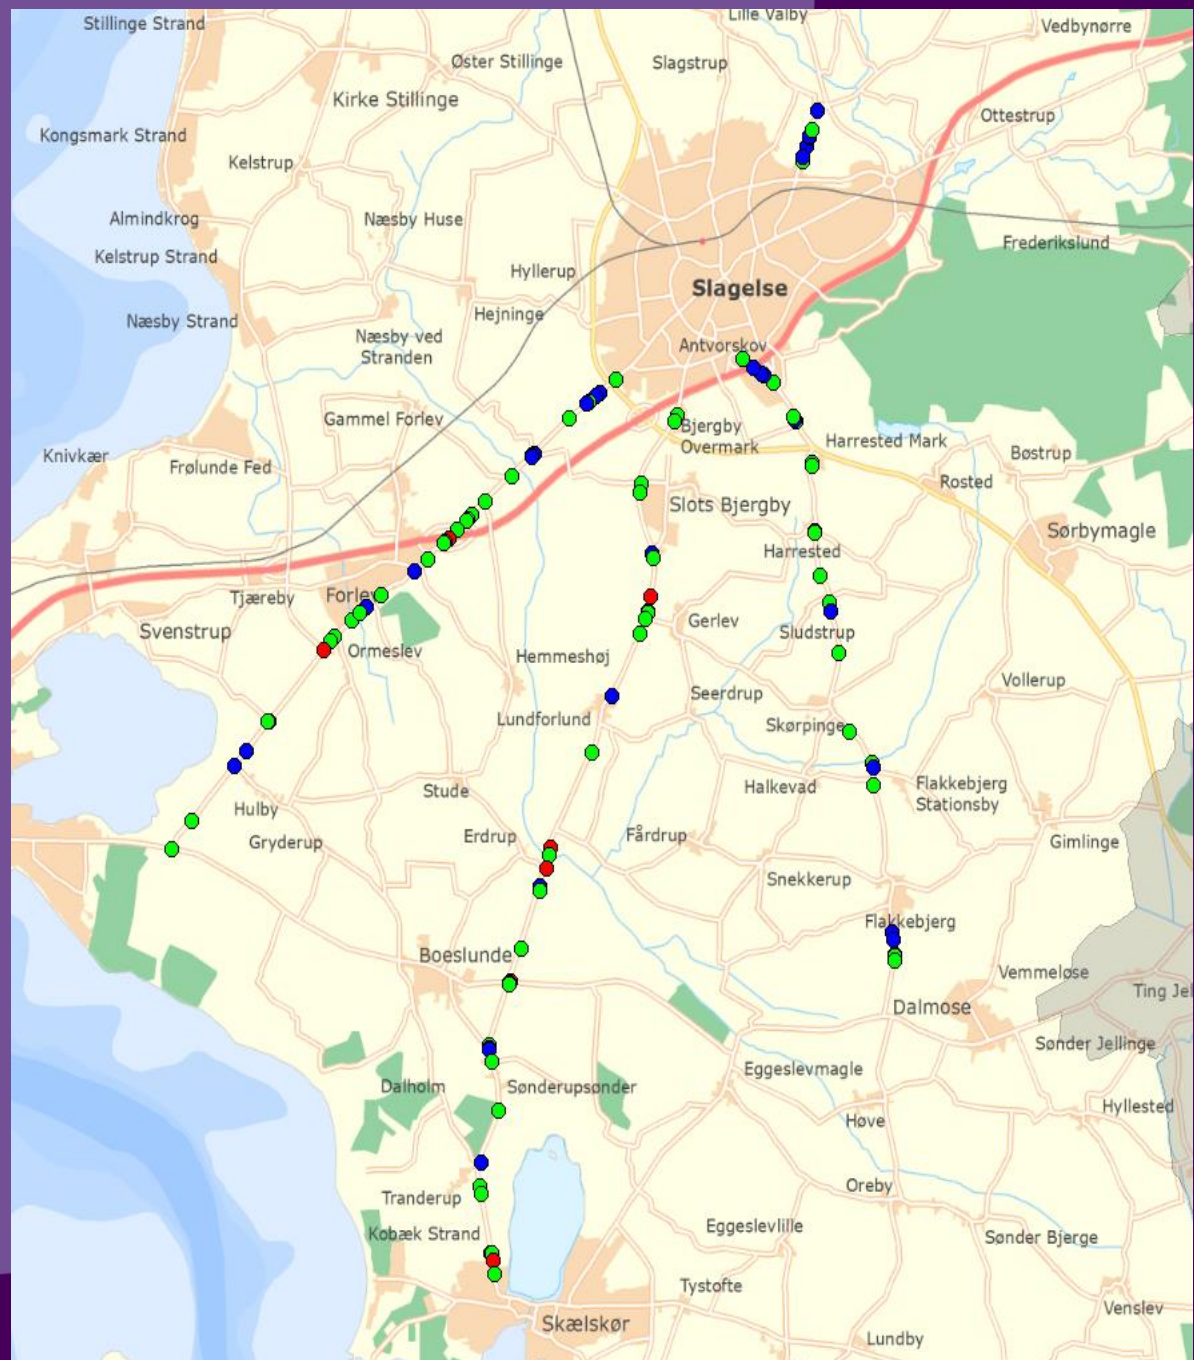 Stillinge Strand
Lille Valby
Vedbynørre
Øster Stillinge
Slagstrup
Kirke Stillinge
Ottestrup
Kongsmark Strand
Kelstrup
Almindkrog
Næsby Huse
Frederikslund
Kelstrup Strand
Hyllerup
Slagelse
Næsby Strand
Hejninge
Næsby ved
Stranden
Antvorskov
Gammel Forlev
Bjergby
Overmark
Harrested Mark
Knivkær
Frølunde Fed
Bøstrup
Rosted
Slots Bjergby
Sørbymagle
Harrested
Tjæreby
Forlev
Svenstrup
Gerlev
Sludstrup
Ormeslev
Hemmeshøj
Seerdrup
Vollerup
Lundforlund
Skørpinge
Stude
Halkevad
Flakkebjerg
Stationsby
Hulby
Gryderup
Erdrup
Fårdrup
Gimlinge
Snekkerup
Flakkebjerg
Boeslunde
Vemmeløse
Ting Jel
Dalmose
Sønder Jellinge
Eggeslevmagle
Dalholm
Sønderupsønder
Hyllested
Høve
Tranderup
Oreby
Kobæk Strand
Eggeslevlille
Sønder Bjerge
Tystofte
Venslev
Skælskør
Lundby